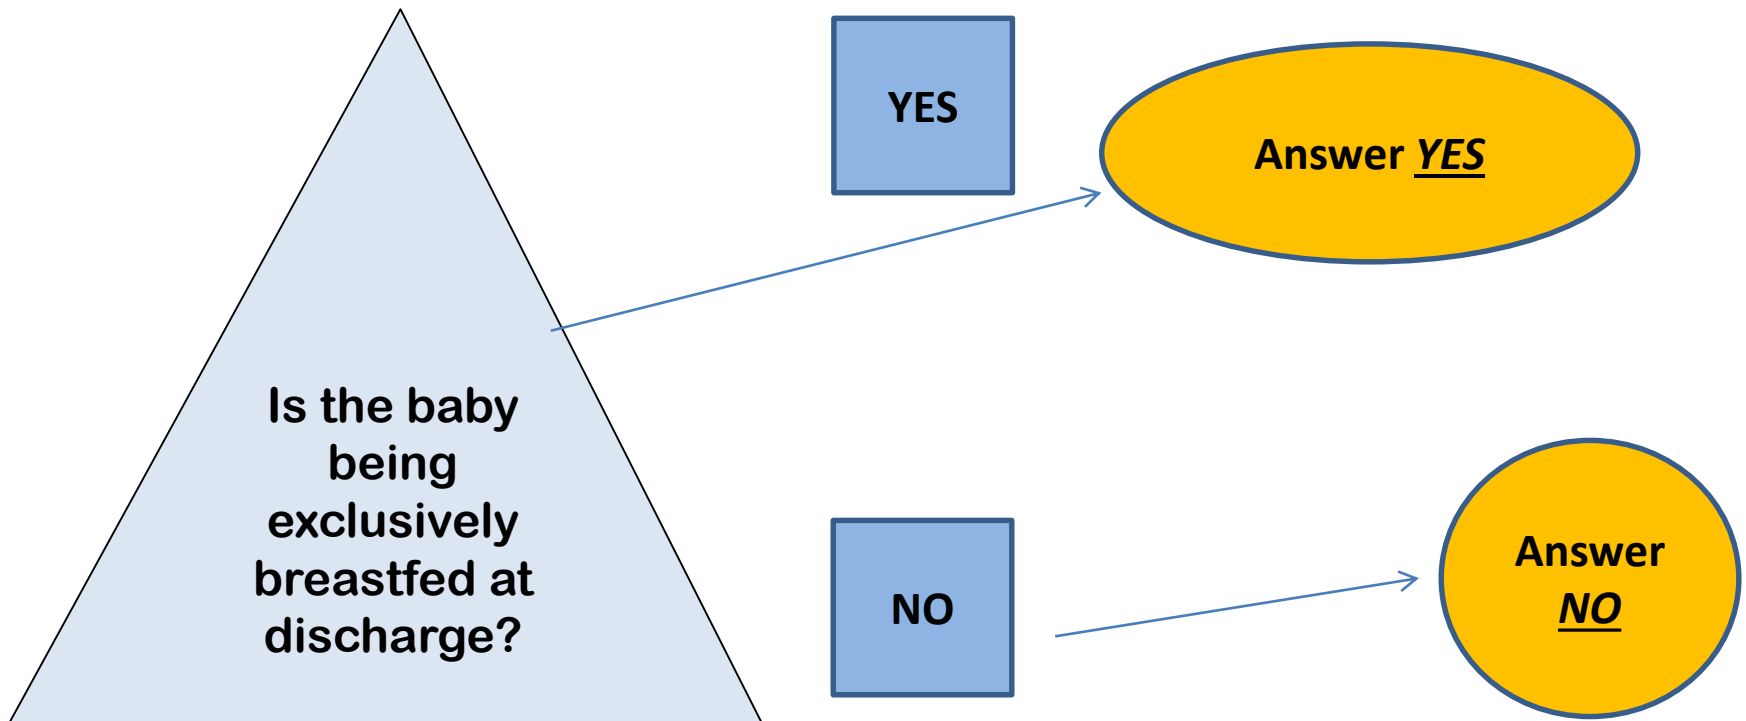 YES
Answer YES
Is the baby
being
exclusively
breastfed at
discharge?
NO
Answer
NO